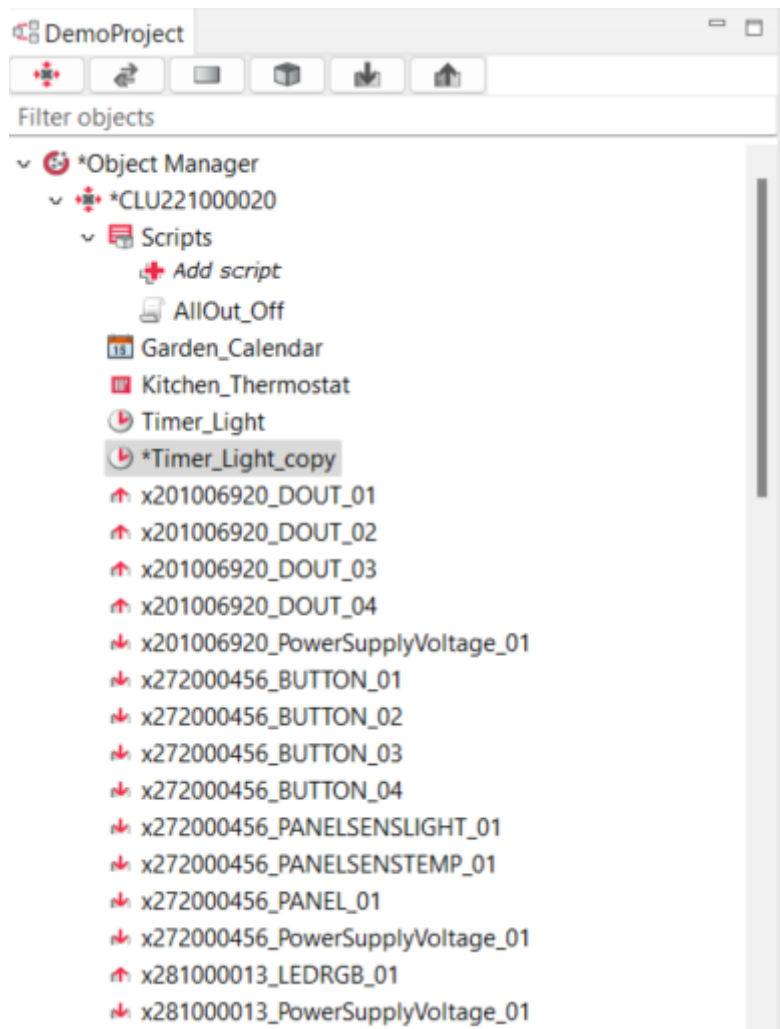 DemoProject
Filter objects
*Object Manager
*CLU221000020
Scripts
Add script
AllOut_Off
15 Garden_Calendar
Kitchen_Thermostat
Timer_Light
*Timer_Light_copy
x201006920_DOUT_01
x201006920_DOUT_02
x201006920_DOUT_03
x201006920_DOUT_04
x201006920_PowerSupplyVoltage_01
x272000456_BUTTON_01
x272000456_BUTTON_02
x272000456_BUTTON_03
x272000456_BUTTON_04
x272000456_PANELSENSLIGHT_01
x272000456_PANELSENSTEMP_01
x272000456_PANEL_01
x272000456_PowerSupplyVoltage_01
x281000013_LEDRGB_01
x281000013_PowerSupplyVoltage_01